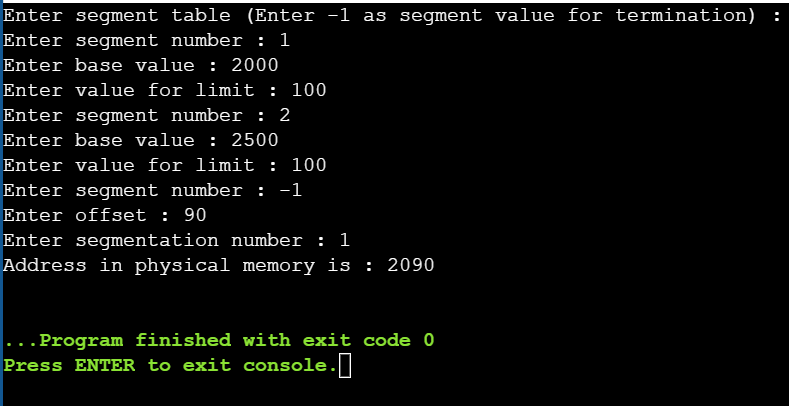 Enter segment table (Enter -1 as segment value for termination) :
Enter segment number : 1
Enter base value : 2000
Enter value for limit : 100
Enter segment number : 2
Enter base value : 2500
Enter value for limit : 100
Enter segment number : -1
Enter offset : 90
Enter segmentation number : 1
Address in physical memory is : 2090
...Program finished with exit code 0
Press ENTER to exit console.